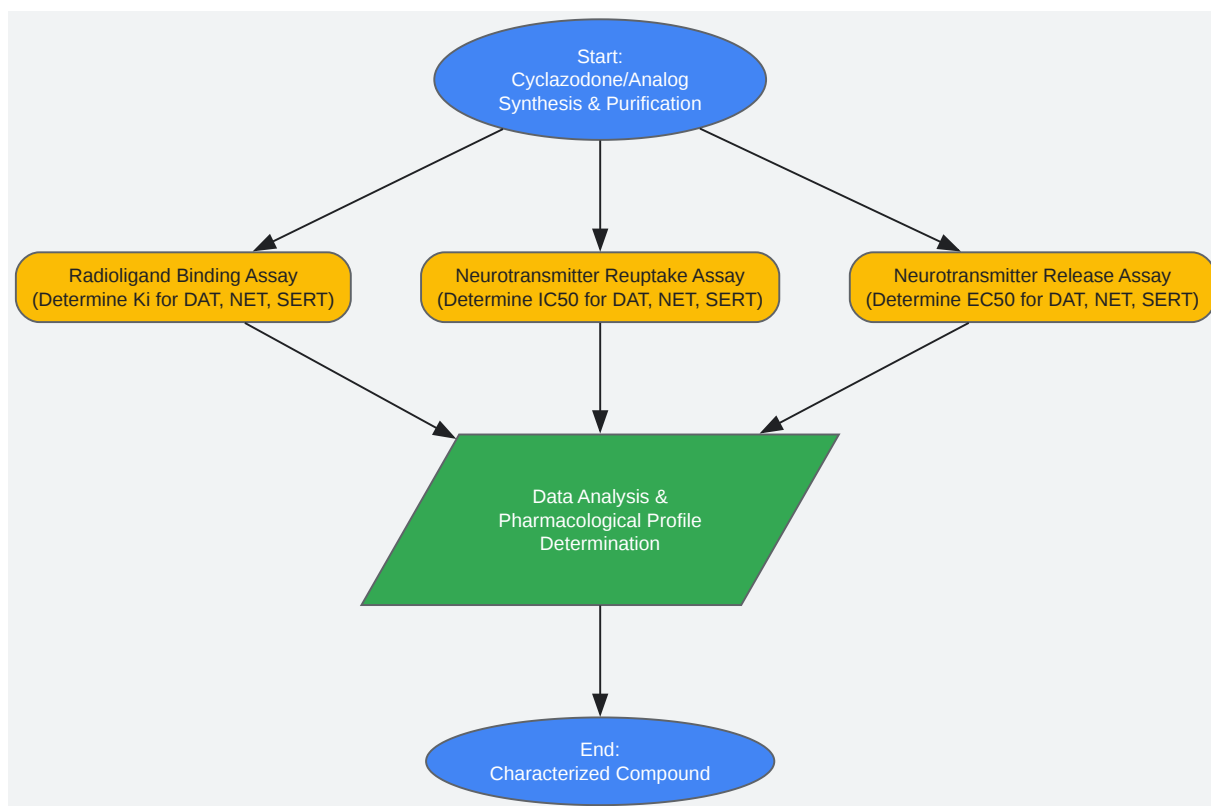 Start:
Cyclazodone/Analog
Synthesis & Purification
Radioligand Binding Assay
(Determine Ki for DAT, NET, SERT)
Neurotransmitter Reuptake Assay
(Determine IC50 for DAT, NET, SERT)
Neurotransmitter Release Assay
(Determine EC50 for DAT, NET, SERT)
Data Analysis &
Pharmacological Profile
Determination
End:
Characterized Compound